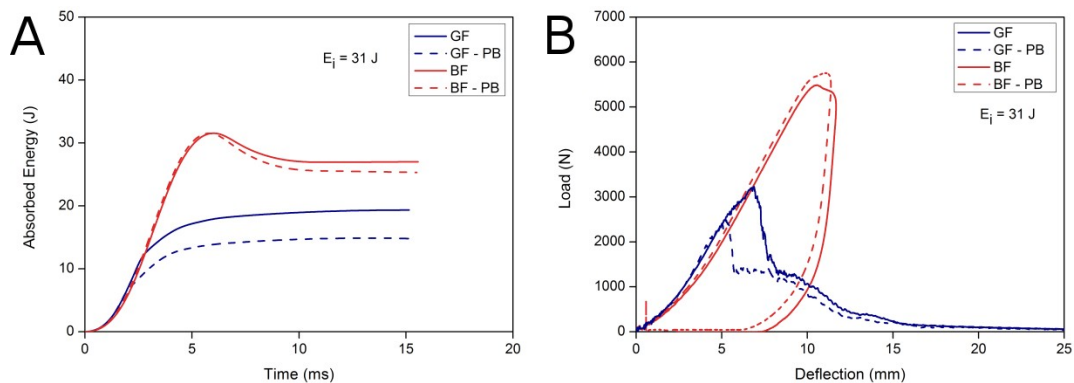 A
50
40
30
20
10
0
Absorbed Energy (J)
E_i = 31 J
GF
GF - PB
BF
BF - PB
0 5 10 15 20
Time (ms)
B
7000
6000
5000
4000
3000
2000
1000
0
Load (N)
GF
GF - PB
BF
BF - PB
E_i = 31 J
0 5 10 15 20 25
Deflection (mm)